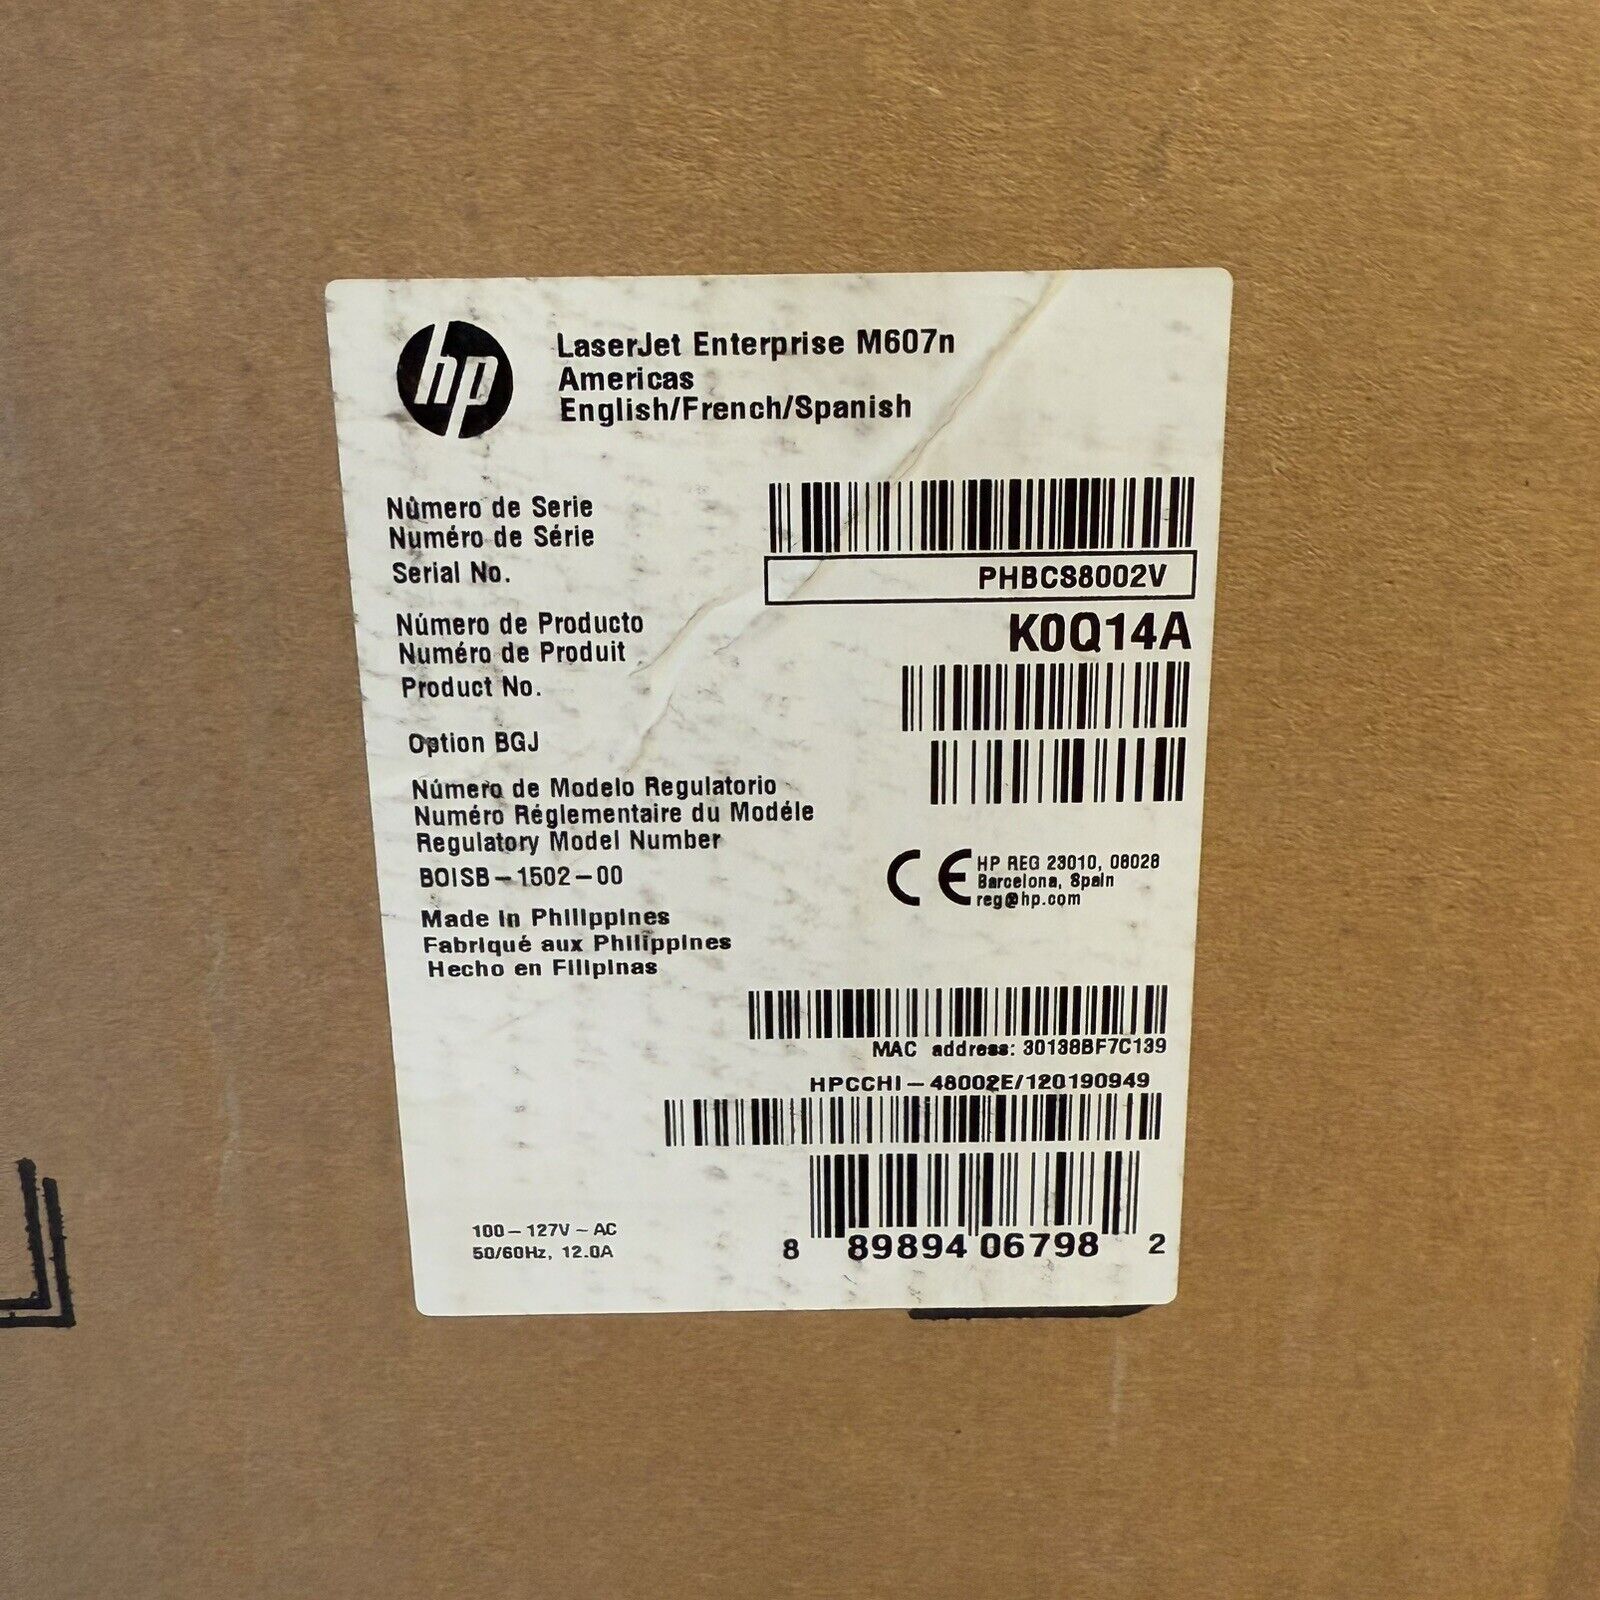 hp
LaserJet Enterprise M607n
Americas
English/French/Spanish
Número de Serie
Numéro de Série
Serial No.
PHBCS8002V
Número de Producto
Numéro de Produit
Product No.
K0Q14A
Option BGJ
Número de Modelo Regulatorio
Numéro Réglementaire du Modéle
Regulatory Model Number
BOISB-1502-00
CE
HP REG 23010, 08028
Barcelona, Spain
reg@hp.com
Made in Philippines
Fabriqué aux Philippines
Hecho en Filipinas
MAC address: 30138BF7C139
HPCCHI-48002E/120190949
100-127V~AC
50/60Hz, 12.0A
8 89894 06798 2